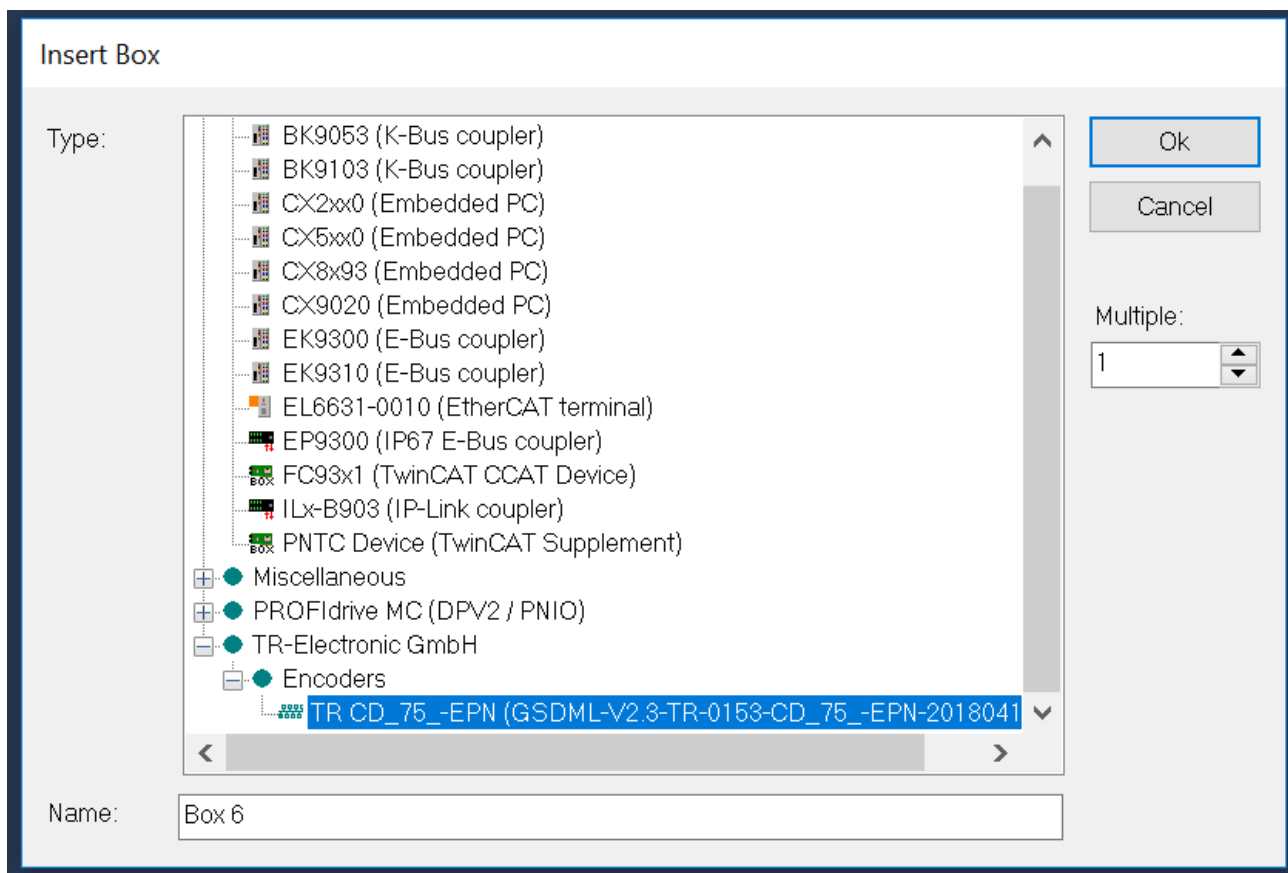 Insert Box
Type:
BK9053 (K-Bus coupler)
BK9103 (K-Bus coupler)
CX2xx0 (Embedded PC)
CX5xx0 (Embedded PC)
CX8x93 (Embedded PC)
CX9020 (Embedded PC)
EK9300 (E-Bus coupler)
EK9310 (E-Bus coupler)
EL6631-0010 (EtherCAT terminal)
EP9300 (IP67 E-Bus coupler)
FC93x1 (TwinCAT CCAT Device)
ILx-B903 (IP-Link coupler)
PNTC Device (TwinCAT Supplement)
Miscellaneous
PROFIdrive MC (DPV2 / PNIO)
TR-Electronic GmbH
Encoders
TR CD_75_-EPN (GSDML-V2.3-TR-0153-CD_75_-EPN-2018041
Ok
Cancel
Multiple:
1
Name:
Box 6